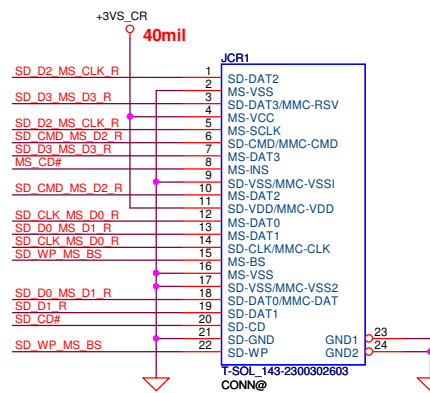 +3VS_CR
40mil
JCR1
SD_D2_MS_CLK_R 1 SD-DAT2
2 MS-VSS
SD_D3_MS_D3_R 3 SD-DAT3/MMC-RSV
4 MS-VCC
SD_D2_MS_CLK_R 5 MS-SCLK
SD_CMD_MS_D2_R 6 SD-CMD/MMC-CMD
SD_D3_MS_D3_R 7 MS-DAT3
MS_CD# 8 MS-INS
9 SD-VSS/MMC-VSSI
SD_CMD_MS_D2_R 10 MS-DAT2
11 SD-VDD/MMC-VDD
SD_CLK_MS_D0_R 12 MS-DAT0
SD_D0_MS_D1_R 13 MS-DAT1
SD_CLK_MS_D0_R 14 SD-CLK/MMC-CLK
SD_WP_MS_BS 15 MS-BS
16 MS-VSS
17 SD-VSS/MMC-VSS2
SD_D0_MS_D1_R 18 SD-DAT0/MMC-DAT
SD_D1_R 19 SD-DAT1
SD_CD# 20 SD-CD
21 SD-GND GND1 23
SD_WP_MS_BS 22 SD-WP GND2 24
T-SOL_143-2300302603
CONN@